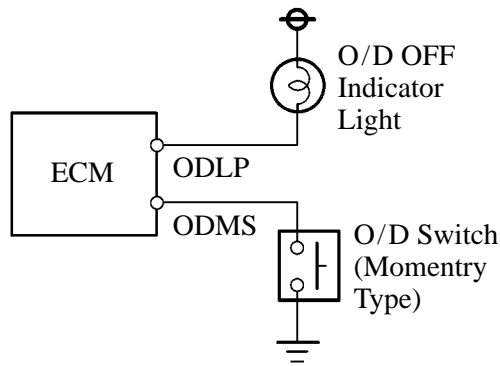 O/D OFF
Indicator
Light
ECM
ODLP
ODMS
O/D Switch
(Momentry
Type)